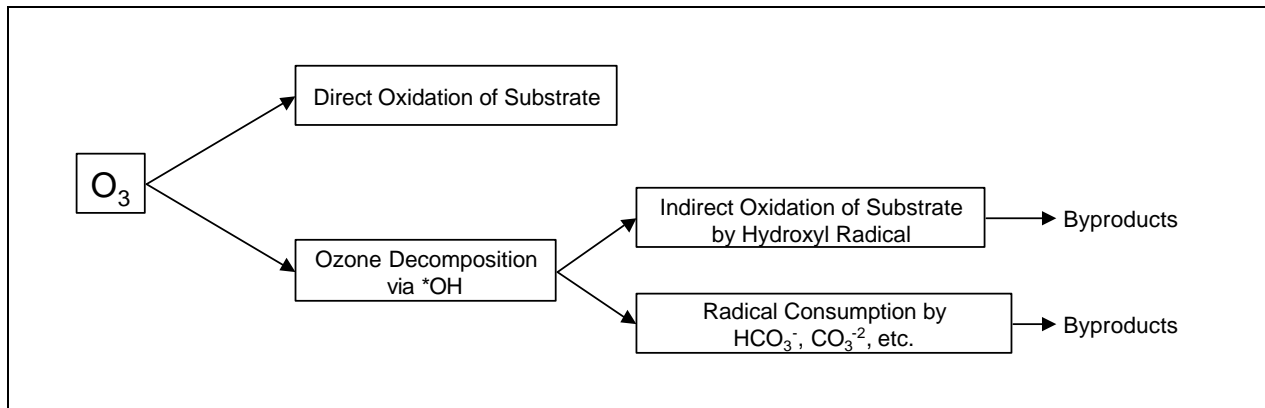 Direct Oxidation of Substrate
O₃
Indirect Oxidation of Substrate
by Hydroxyl Radical
Byproducts
Ozone Decomposition
via *OH
Radical Consumption by
HCO₃⁻, CO₃⁻², etc.
Byproducts